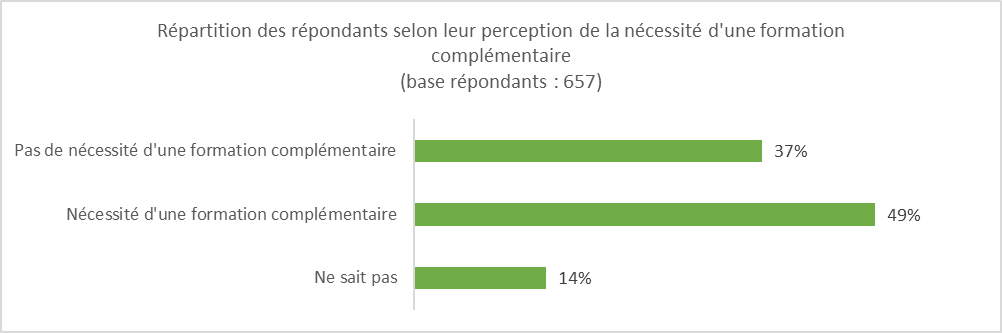 Répartition des répondants selon leur perception de la nécessité d'une formation
complémentaire
(base répondants : 657)
Pas de nécessité d'une formation complémentaire 37%
Nécessité d'une formation complémentaire 49%
Ne sait pas 14%